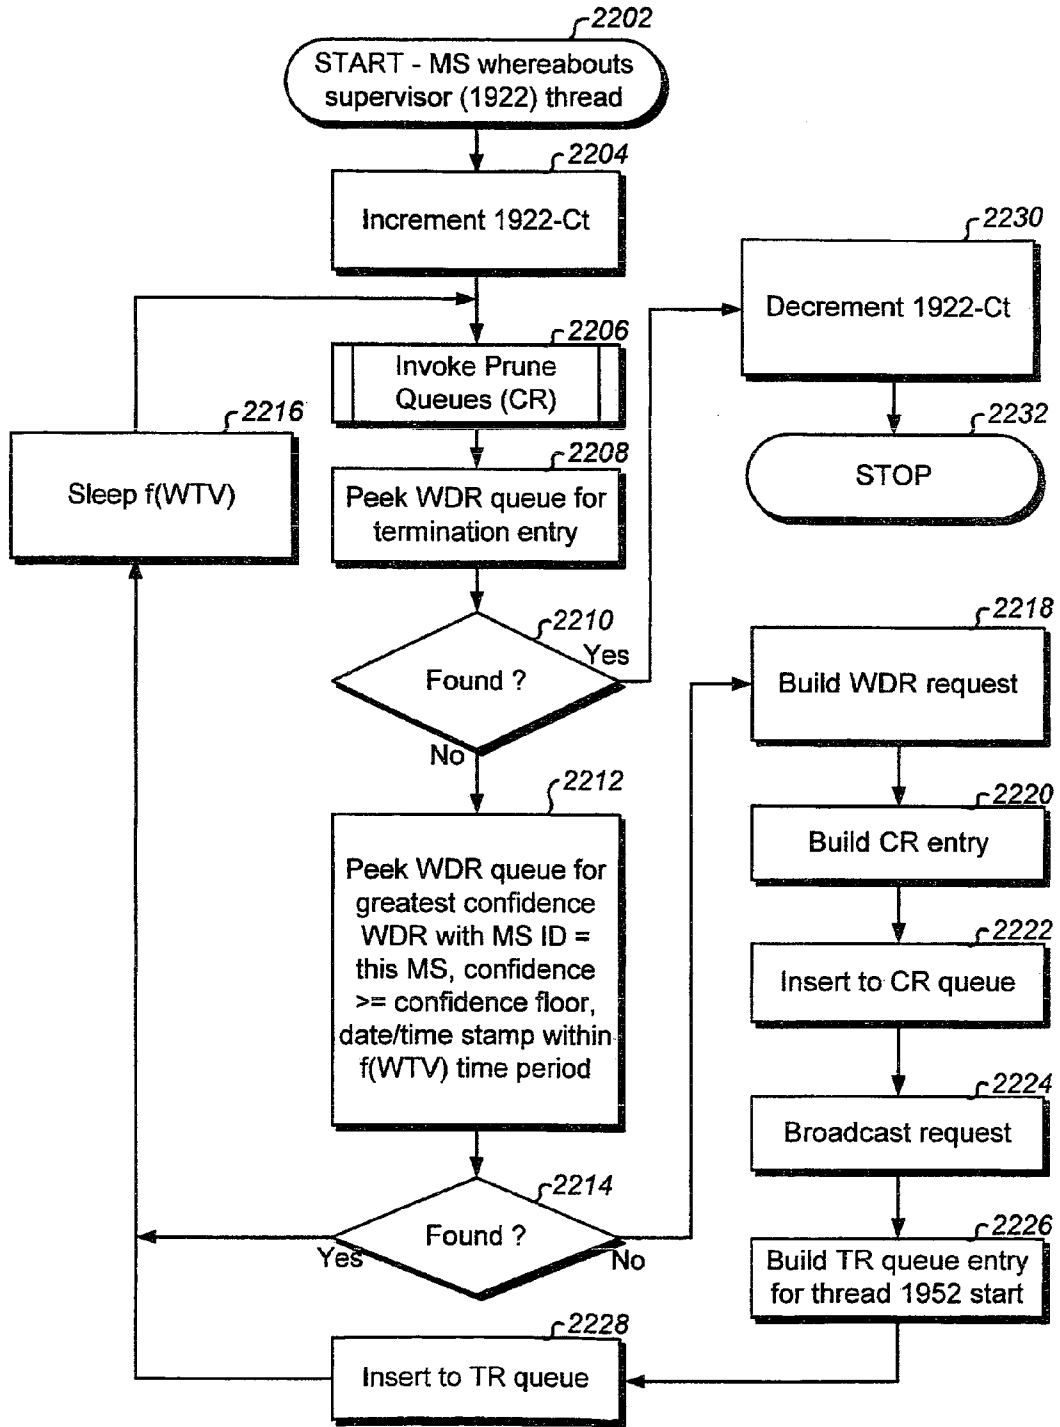 2202
START - MS whereabouts
supervisor (1922) thread
2204
Increment 1922-Ct
2230
Decrement 1922-Ct
2206
Invoke Prune
Queues (CR)
2216
Sleep f(WTV)
2232
STOP
2208
Peek WDR queue for
termination entry
2210
Found ?
Yes
No
2218
Build WDR request
2212
Peek WDR queue for
greatest confidence
WDR with MS ID =
this MS, confidence
>= confidence floor,
date/time stamp within
f(WTV) time period
2220
Build CR entry
2222
Insert to CR queue
2224
Broadcast request
2214
Found ?
Yes
No
2226
Build TR queue entry
for thread 1952 start
2228
Insert to TR queue